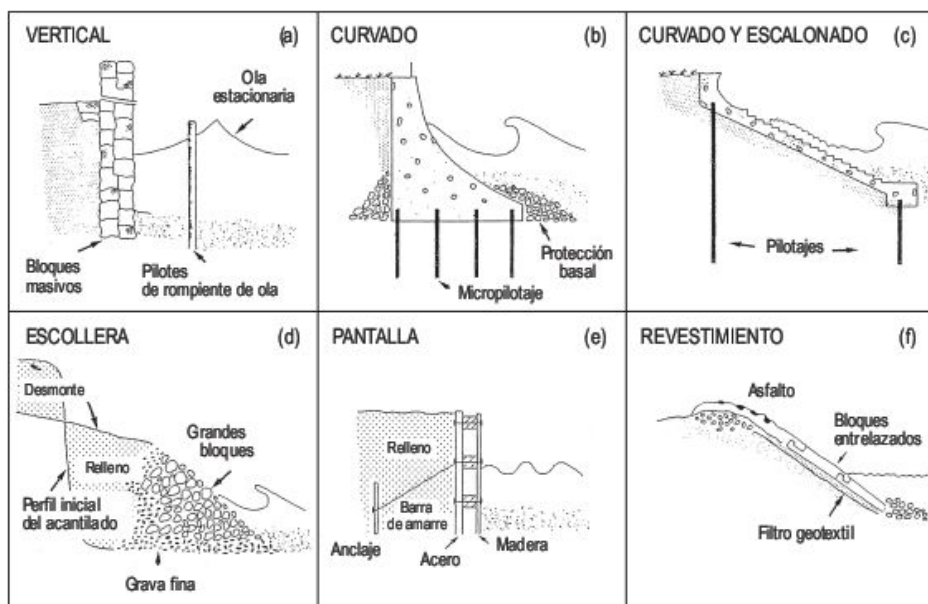 VERTICAL (a)
Ola
estacionaria
Bloques
masivos
Pilotes
de rompiente de ola
CURVADO (b)
Protección
basal
Micropilotaje
CURVADO Y ESCALONADO (c)
Pilotajes
ESCOLLERA (d)
Desmonte
Grandes
bloques
Relleno
Perfil inicial
del acantilado
Grava fina
PANTALLA (e)
Relleno
Barra
de amarre
Anclaje
Acero
Madera
REVESTIMIENTO (f)
Asfalto
Bloques
entrelazados
Filtro geotextil